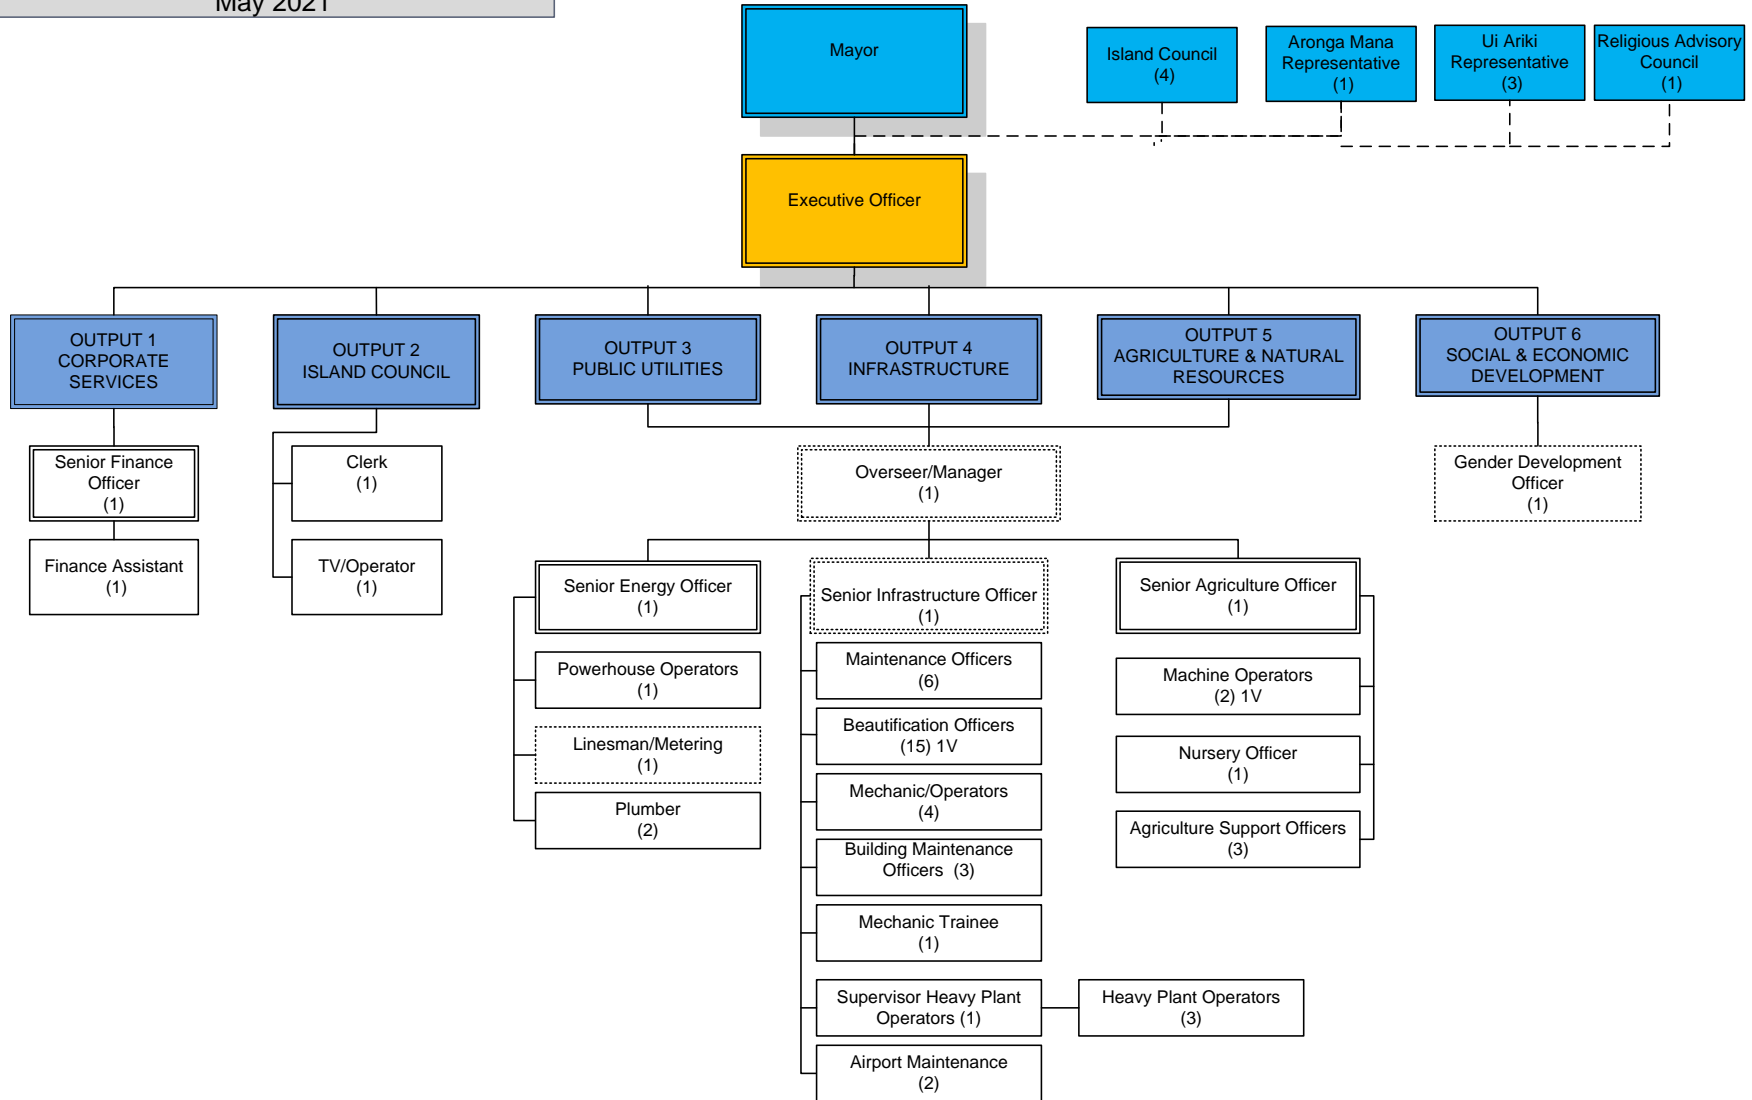 May 2021
Mayor
Island Council
(4)
Aronga Mana
Representative
(1)
Ui Ariki
Representative
(3)
Religious Advisory
Council
(1)
Executive Officer
OUTPUT 1
CORPORATE
SERVICES
OUTPUT 2
ISLAND COUNCIL
OUTPUT 3
PUBLIC UTILITIES
OUTPUT 4
INFRASTRUCTURE
OUTPUT 5
AGRICULTURE & NATURAL
RESOURCES
OUTPUT 6
SOCIAL & ECONOMIC
DEVELOPMENT
Senior Finance
Officer
(1)
Finance Assistant
(1)
Clerk
(1)
TV/Operator
(1)
Overseer/Manager
(1)
Gender Development
Officer
(1)
Senior Energy Officer
(1)
Powerhouse Operators
(1)
Linesman/Metering
(1)
Plumber
(2)
Senior Infrastructure Officer
(1)
Maintenance Officers
(6)
Beautification Officers
(15) 1V
Mechanic/Operators
(4)
Building Maintenance
Officers (3)
Mechanic Trainee
(1)
Supervisor Heavy Plant
Operators (1)
Heavy Plant Operators
(3)
Airport Maintenance
(2)
Senior Agriculture Officer
(1)
Machine Operators
(2) 1V
Nursery Officer
(1)
Agriculture Support Officers
(3)